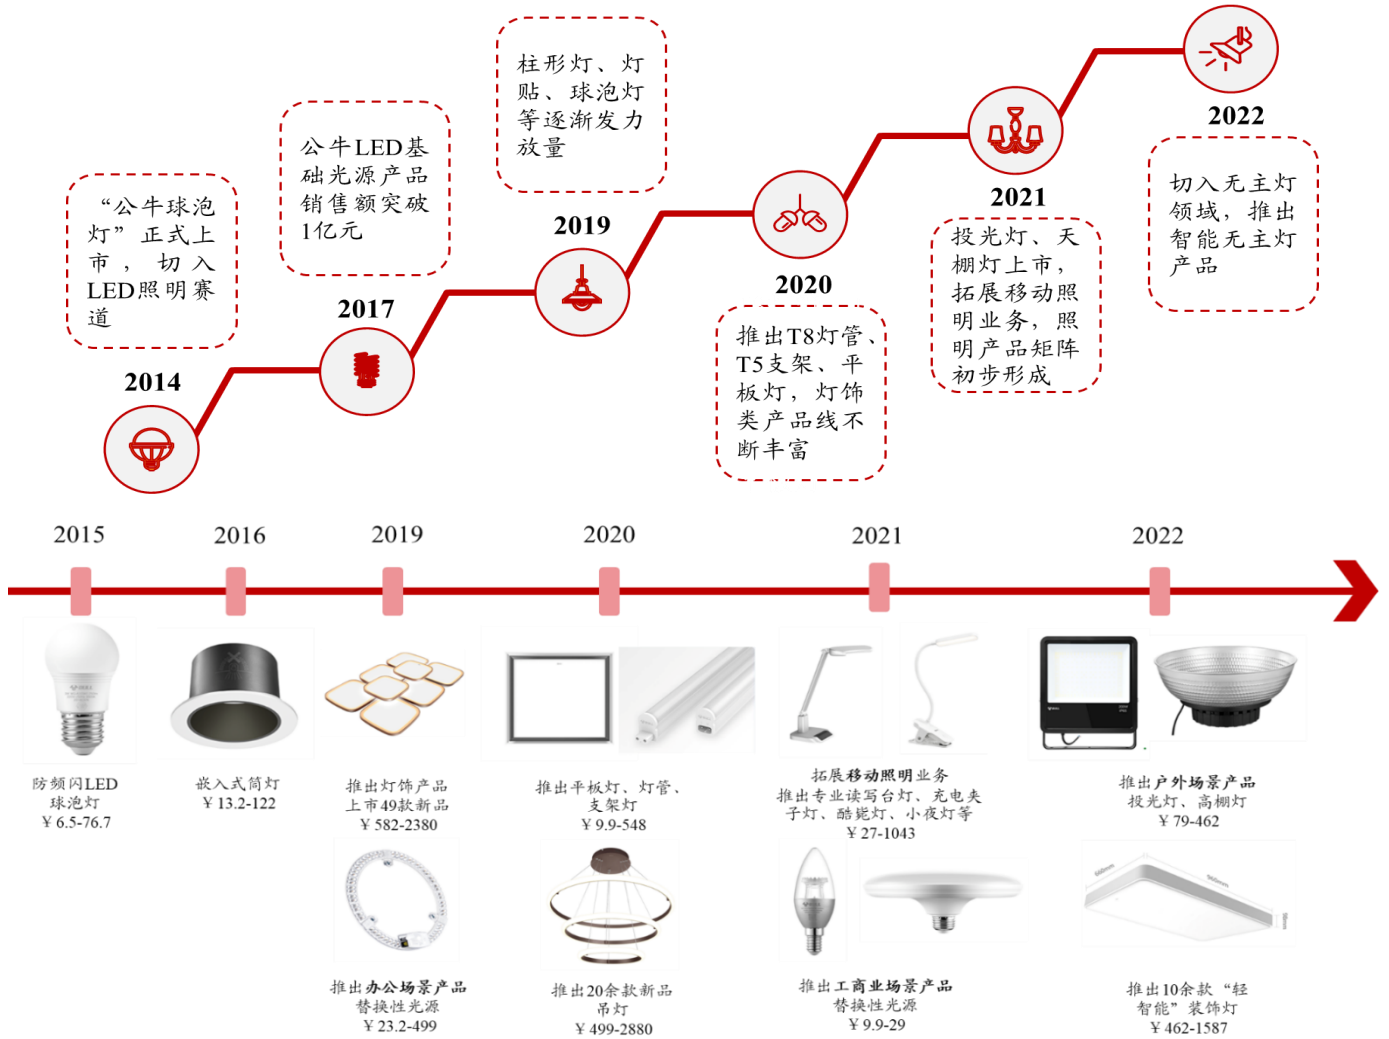 “公牛球泡
灯”正式上
市，切入
LED照明赛
道
2014
公牛LED基
础光源产品
销售额突破
1亿元
2017
柱形灯、灯
贴、球泡灯
等逐渐发力
放量
2019
2020
推出T8灯管、
T5支架、平
板灯，灯饰
类产品线不
断丰富
2021
投光灯、天
棚灯上市，
拓展移动照
明业务，照
明产品矩阵
初步形成
2022
切入无主灯
领域，推出
智能无主灯
产品
2015
2016
2019
2020
2021
2022
防频闪LED
球泡灯
￥6.5-76.7
嵌入式筒灯
￥13.2-122
推出灯饰产品
上市49款新品
￥582-2380
推出平板灯、灯管、
支架灯
￥9.9-548
拓展移动照明业务
推出专业读写台灯、充电夹
子灯、酷毙灯、小夜灯等
￥27-1043
推出户外场景产品
投光灯、高棚灯
￥79-462
660mm
960mm
推出办公场景产品
替换性光源
￥23.2-499
推出20余款新品
吊灯
￥499-2880
推出工商业场景产品
替换性光源
￥9.9-29
推出10余款“轻
智能”装饰灯
￥462-1587